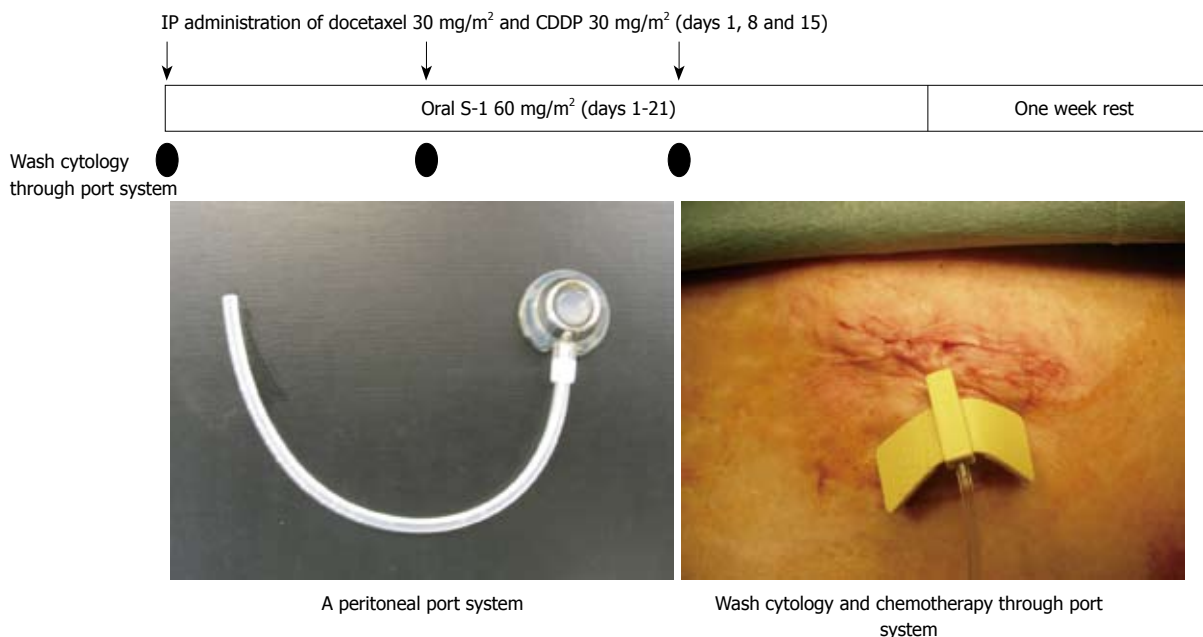 IP administration of docetaxel 30 mg/m² and CDDP 30 mg/m² (days 1, 8 and 15)
Oral S-1 60 mg/m² (days 1-21)
One week rest
Wash cytology
through port system
A peritoneal port system
Wash cytology and chemotherapy through port
system